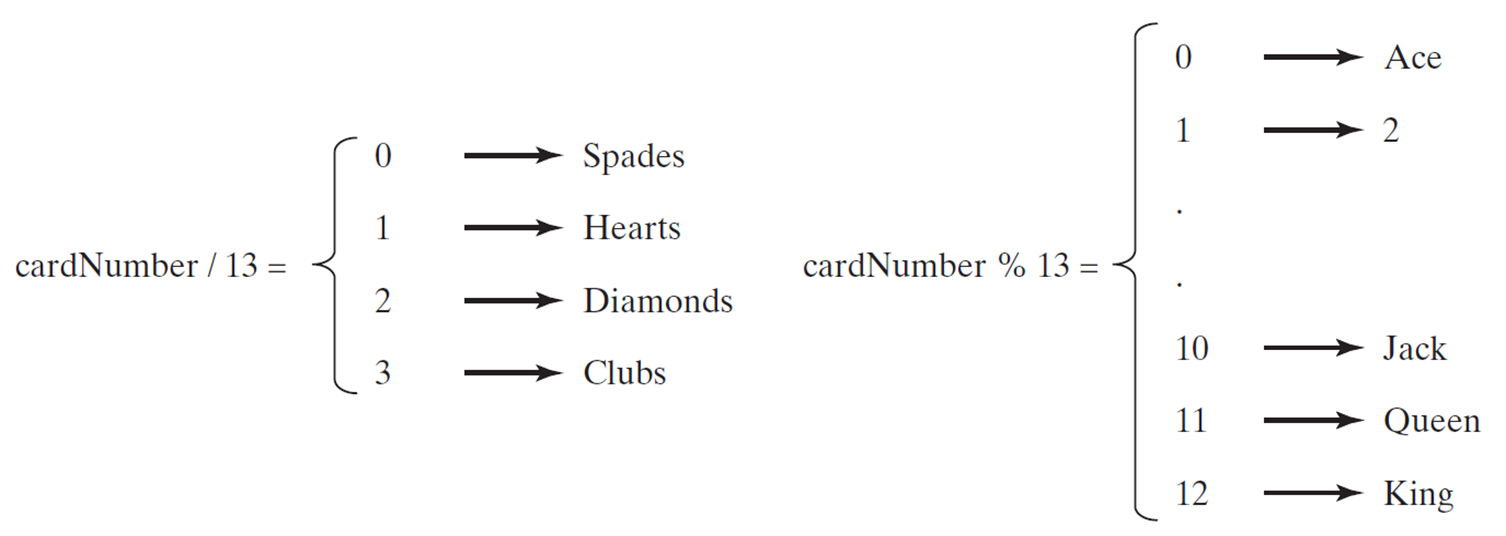 cardNumber / 13 =
0 Spades
1 Hearts
2 Diamonds
3 Clubs
cardNumber % 13 =
0 Ace
1 2
.
.
10 Jack
11 Queen
12 King